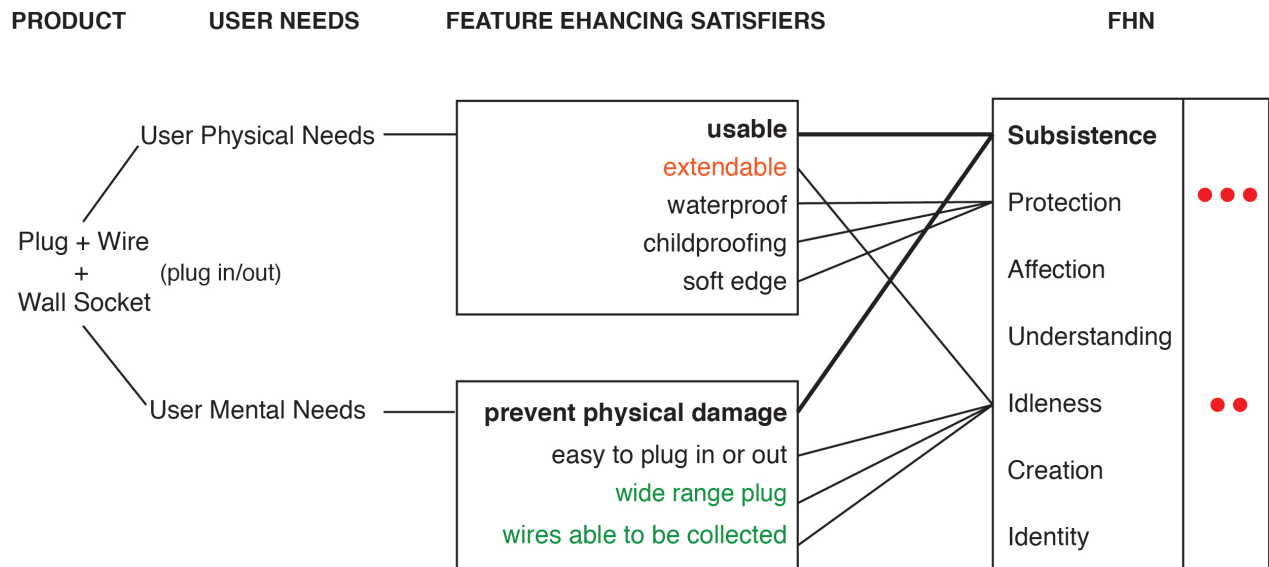 PRODUCT USER NEEDS FEATURE EHANCING SATISFIERS FHN
User Physical Needs
Plug + Wire
+
Wall Socket
(plug in/out)
User Mental Needs
usable
extendable
waterproof
childproofing
soft edge
prevent physical damage
easy to plug in or out
wide range plug
wires able to be collected
Subsistence
Protection
Affection
Understanding
Idleness
Creation
Identity